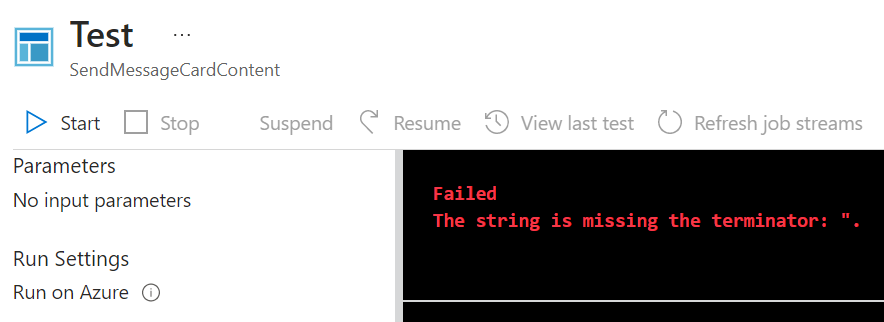 Test ...
SendMessageCardContent
Start Stop Suspend Resume View last test Refresh job streams
Parameters
No input parameters
Run Settings
Run on Azure
Failed
The string is missing the terminator: ".